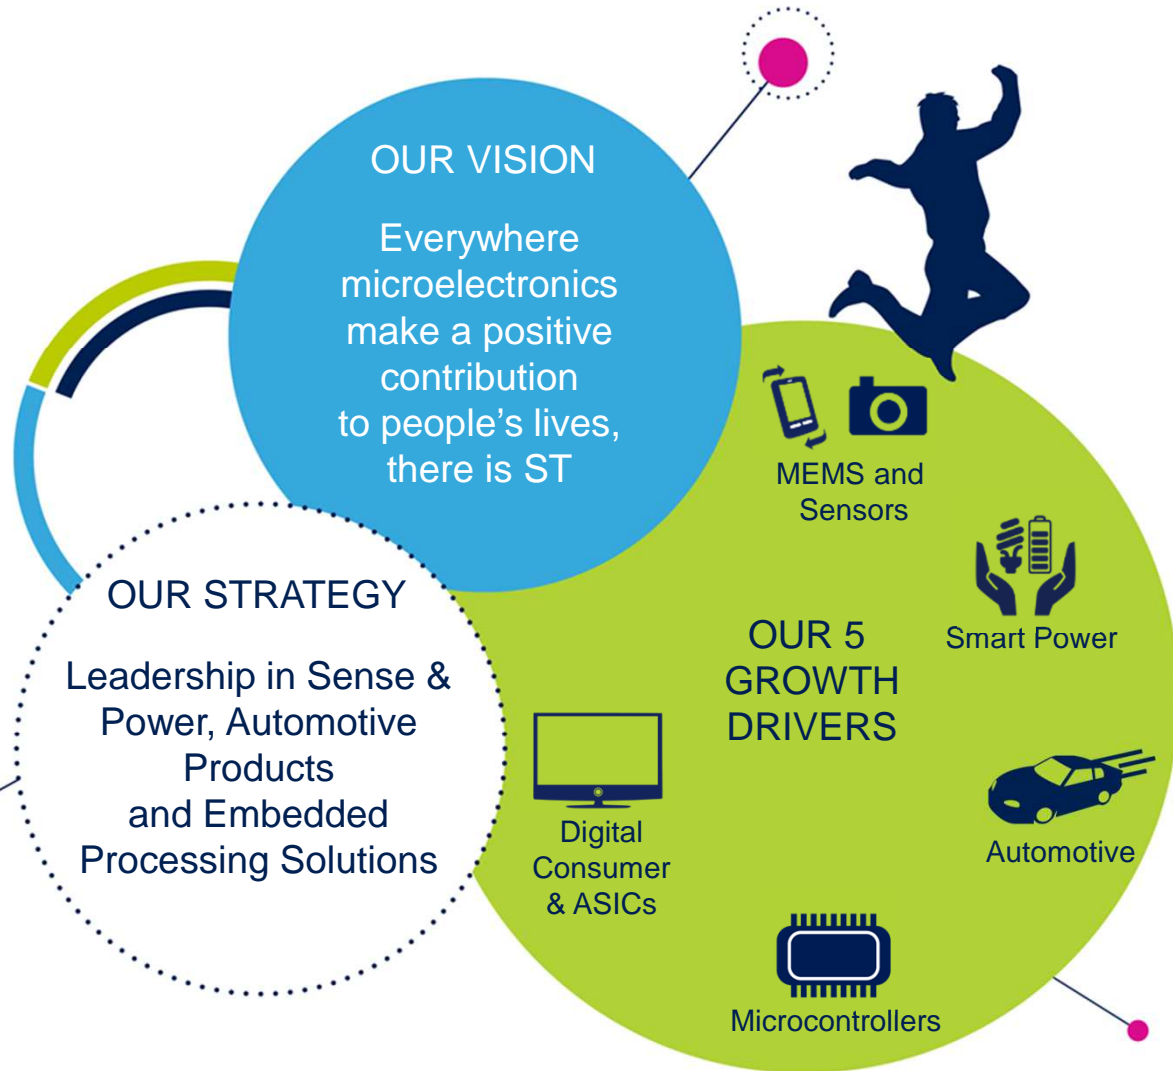 OUR VISION
Everywhere
microelectronics
make a positive
contribution
to people's lives,
there is ST
OUR STRATEGY
Leadership in Sense &
Power, Automotive
Products
and Embedded
Processing Solutions
OUR 5
GROWTH
DRIVERS
MEMS and
Sensors
Smart Power
Automotive
Microcontrollers
Digital
Consumer
& ASICs